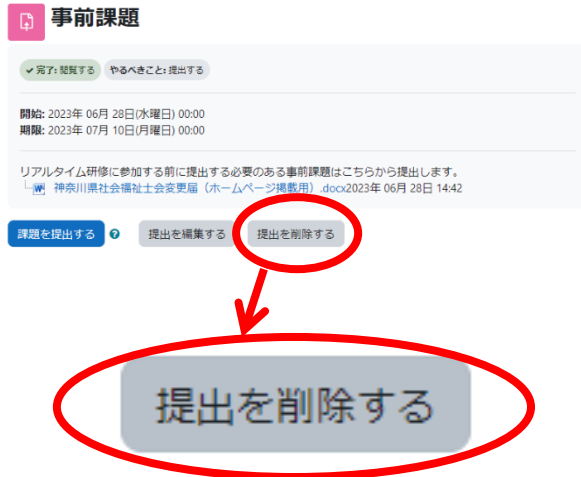 事前課題
✔完了: 閲覧する やるべきこと: 提出する
開始: 2023年 06月 28日(水曜日) 00:00
期限: 2023年 07月 10日(月曜日) 00:00
リアルタイム研修に参加する前に提出する必要のある事前課題はこちらから提出します。
神奈川県社会福祉士会変更届（ホームページ掲載用）.docx2023年 06月 28日 14:42
課題を提出する ? 提出を編集する 提出を削除する
提出を削除する